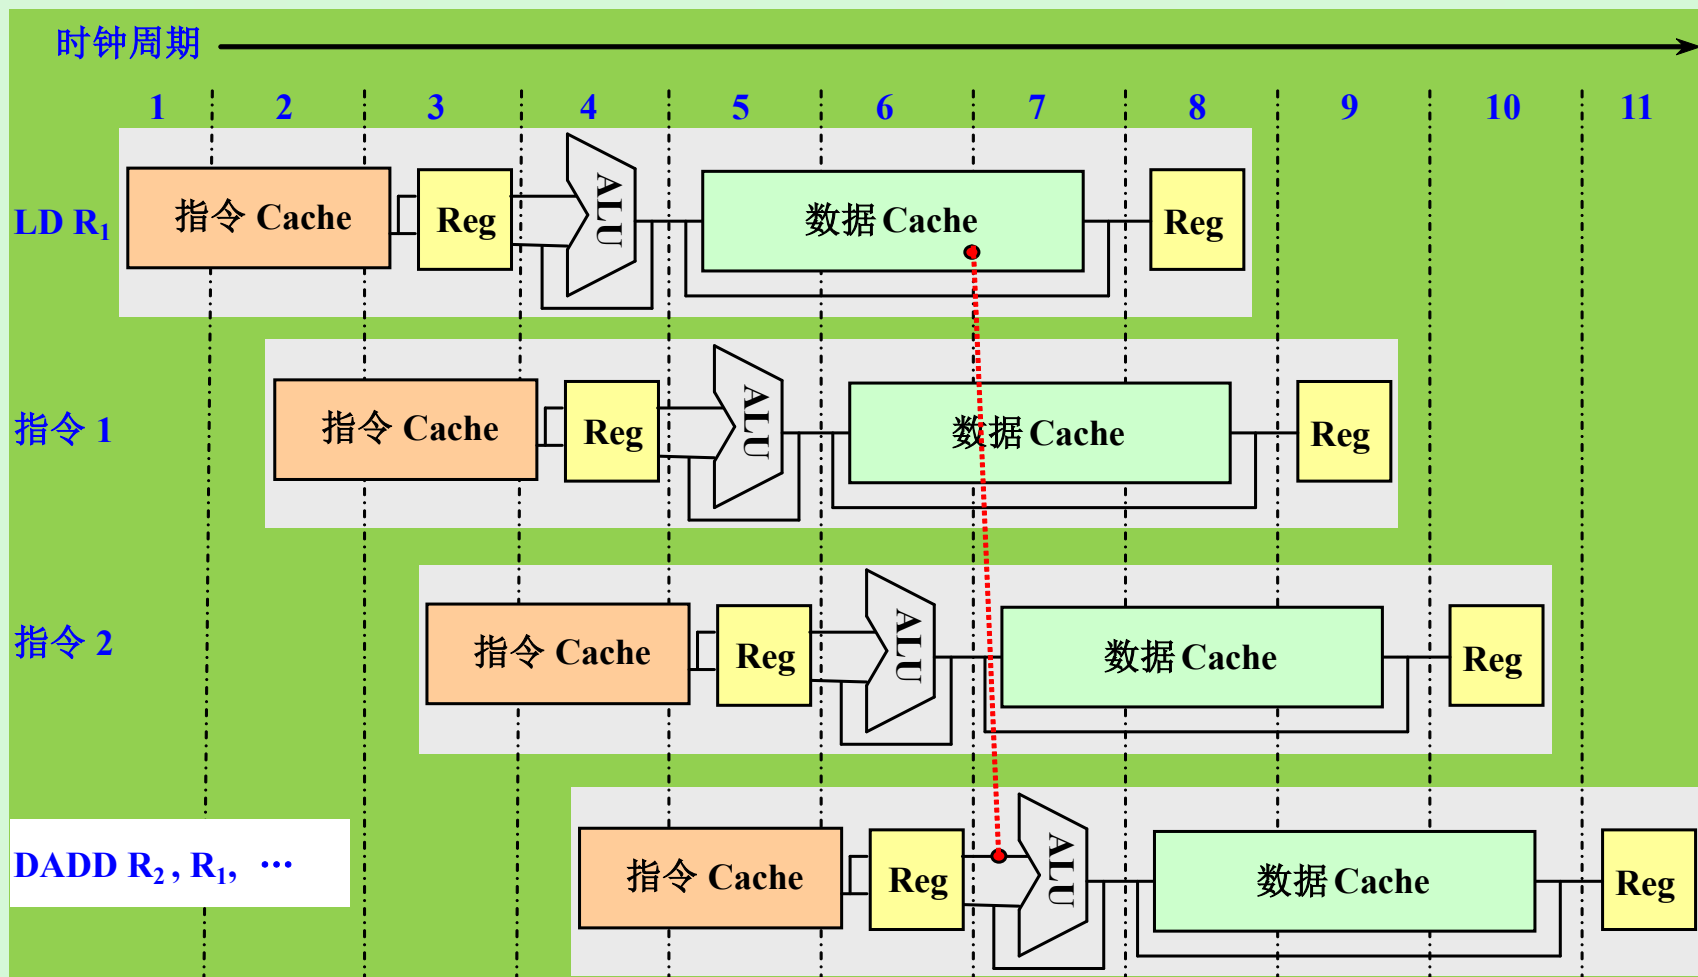 时钟周期
1 2 3 4 5 6 7 8 9 10 11
LD R₁ 指令 Cache Reg ALU 数据 Cache Reg
指令 1 指令 Cache Reg ALU 数据 Cache Reg
指令 2 指令 Cache Reg ALU 数据 Cache Reg
DADD R₂ , R₁, ··· 指令 Cache Reg ALU 数据 Cache Reg